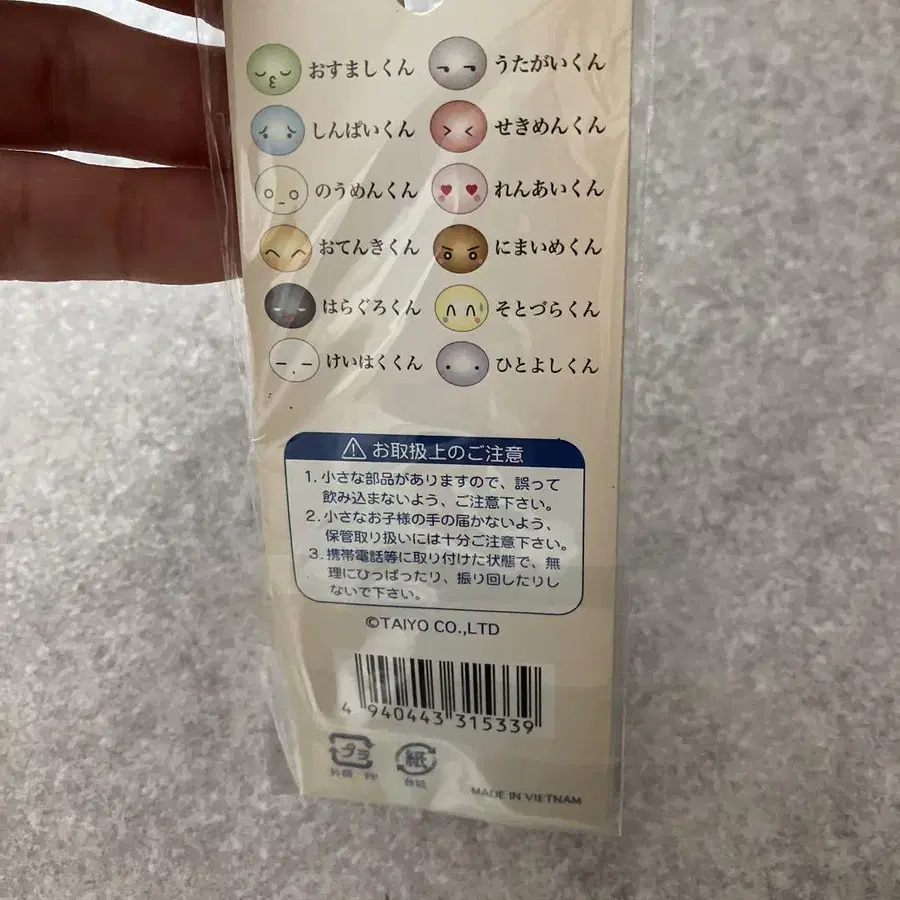 おすましくん
うたがいくん
しんぱいくん
せきめんくん
のうめんくん
れんあいくん
おてんきくん
にまいめくん
はらぐろくん
そとづらくん
けいはくくん
ひとよしくん
お取扱上のご注意
1. 小さな部品がありますので、誤って
飲み込まないよう、ご注意下さい。
2. 小さなお子様の手の届かないよう、
保管取り扱いには十分ご注意下さい。
3. 携帯電話等に取り付けた状態で、無
理にひっぱったり、振り回したりし
ないで下さい。
©TAIYO CO.,LTD
4 940443 315339
プラ
紙
外袋 PP
台紙
MADE IN VIETNAM